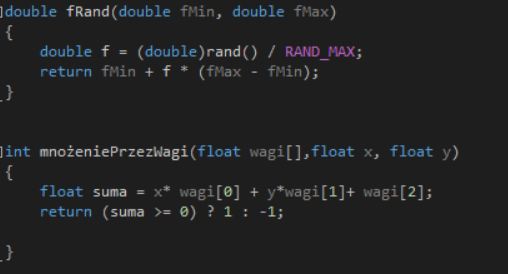 double fRand(double fMin, double fMax)
{
    double f = (double)rand() / RAND_MAX;
    return fMin + f * (fMax - fMin);
}
int mnożeniePrzezWagi(float wagi[],float x, float y)
{
    float suma = x* wagi[0] + y*wagi[1]+ wagi[2];
    return (suma >= 0) ? 1 : -1;
}